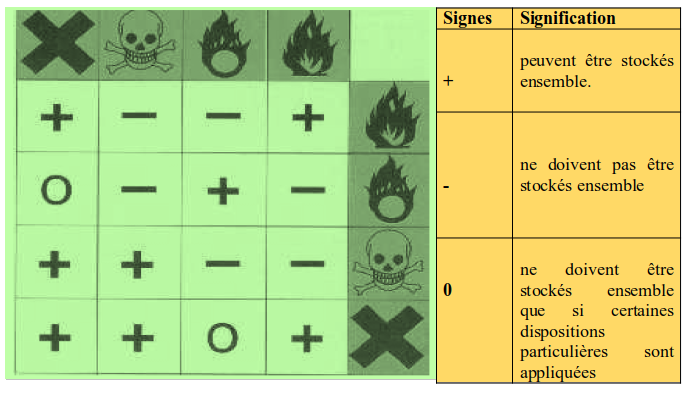 Signes Signification
+ peuvent être stockés
ensemble.
- ne doivent pas être
stockés ensemble
0 ne doivent être
stockés ensemble
que si certaines
dispositions
particulières sont
appliquées
+ — — +
O — + —
+ + — —
+ + O +